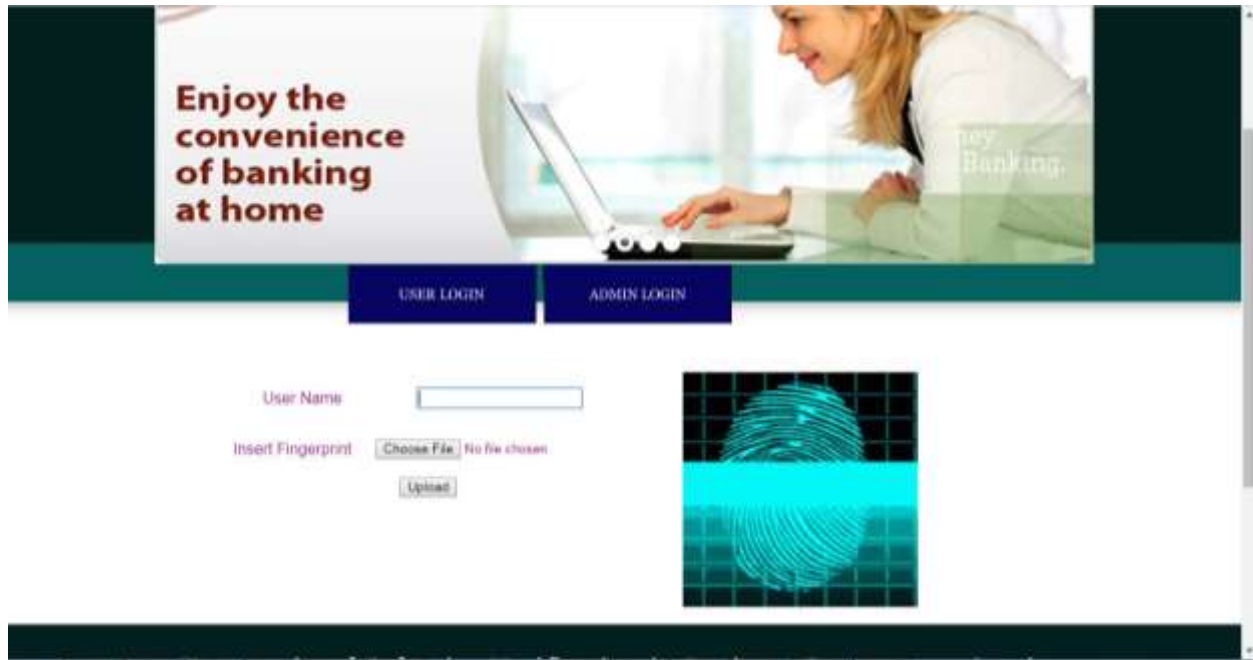 Enjoy the
convenience
of banking
at home
Banking.
USER LOGIN
ADMIN LOGIN
User Name
Insert Fingerprint
Choose File
No file chosen
Upload